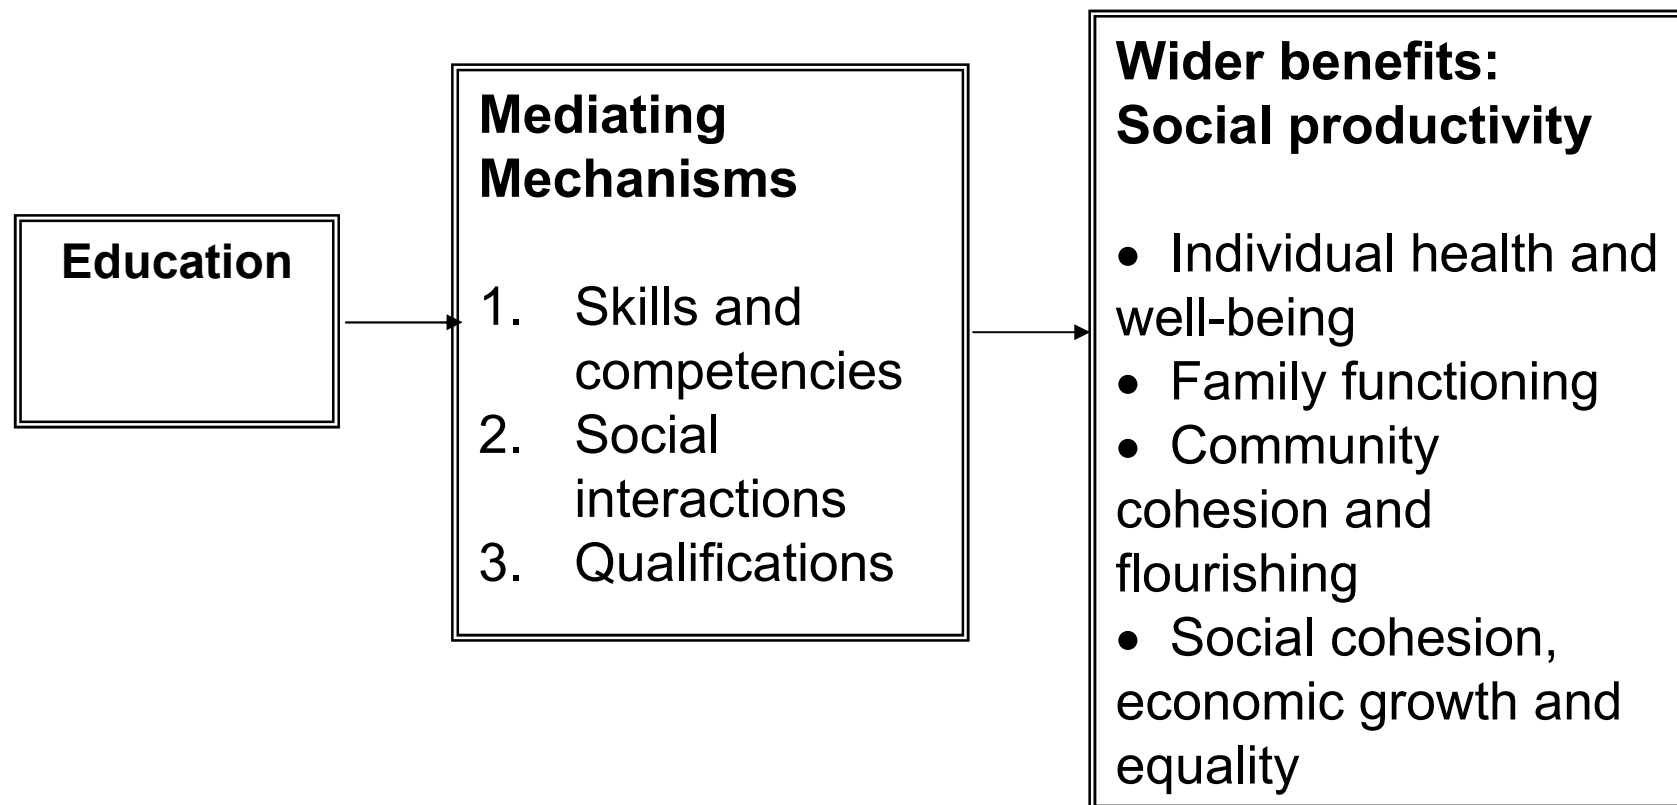 Education
Mediating
Mechanisms
1. Skills and
competencies
2. Social
interactions
3. Qualifications
Wider benefits:
Social productivity
• Individual health and
well-being
• Family functioning
• Community
cohesion and
flourishing
• Social cohesion,
economic growth and
equality